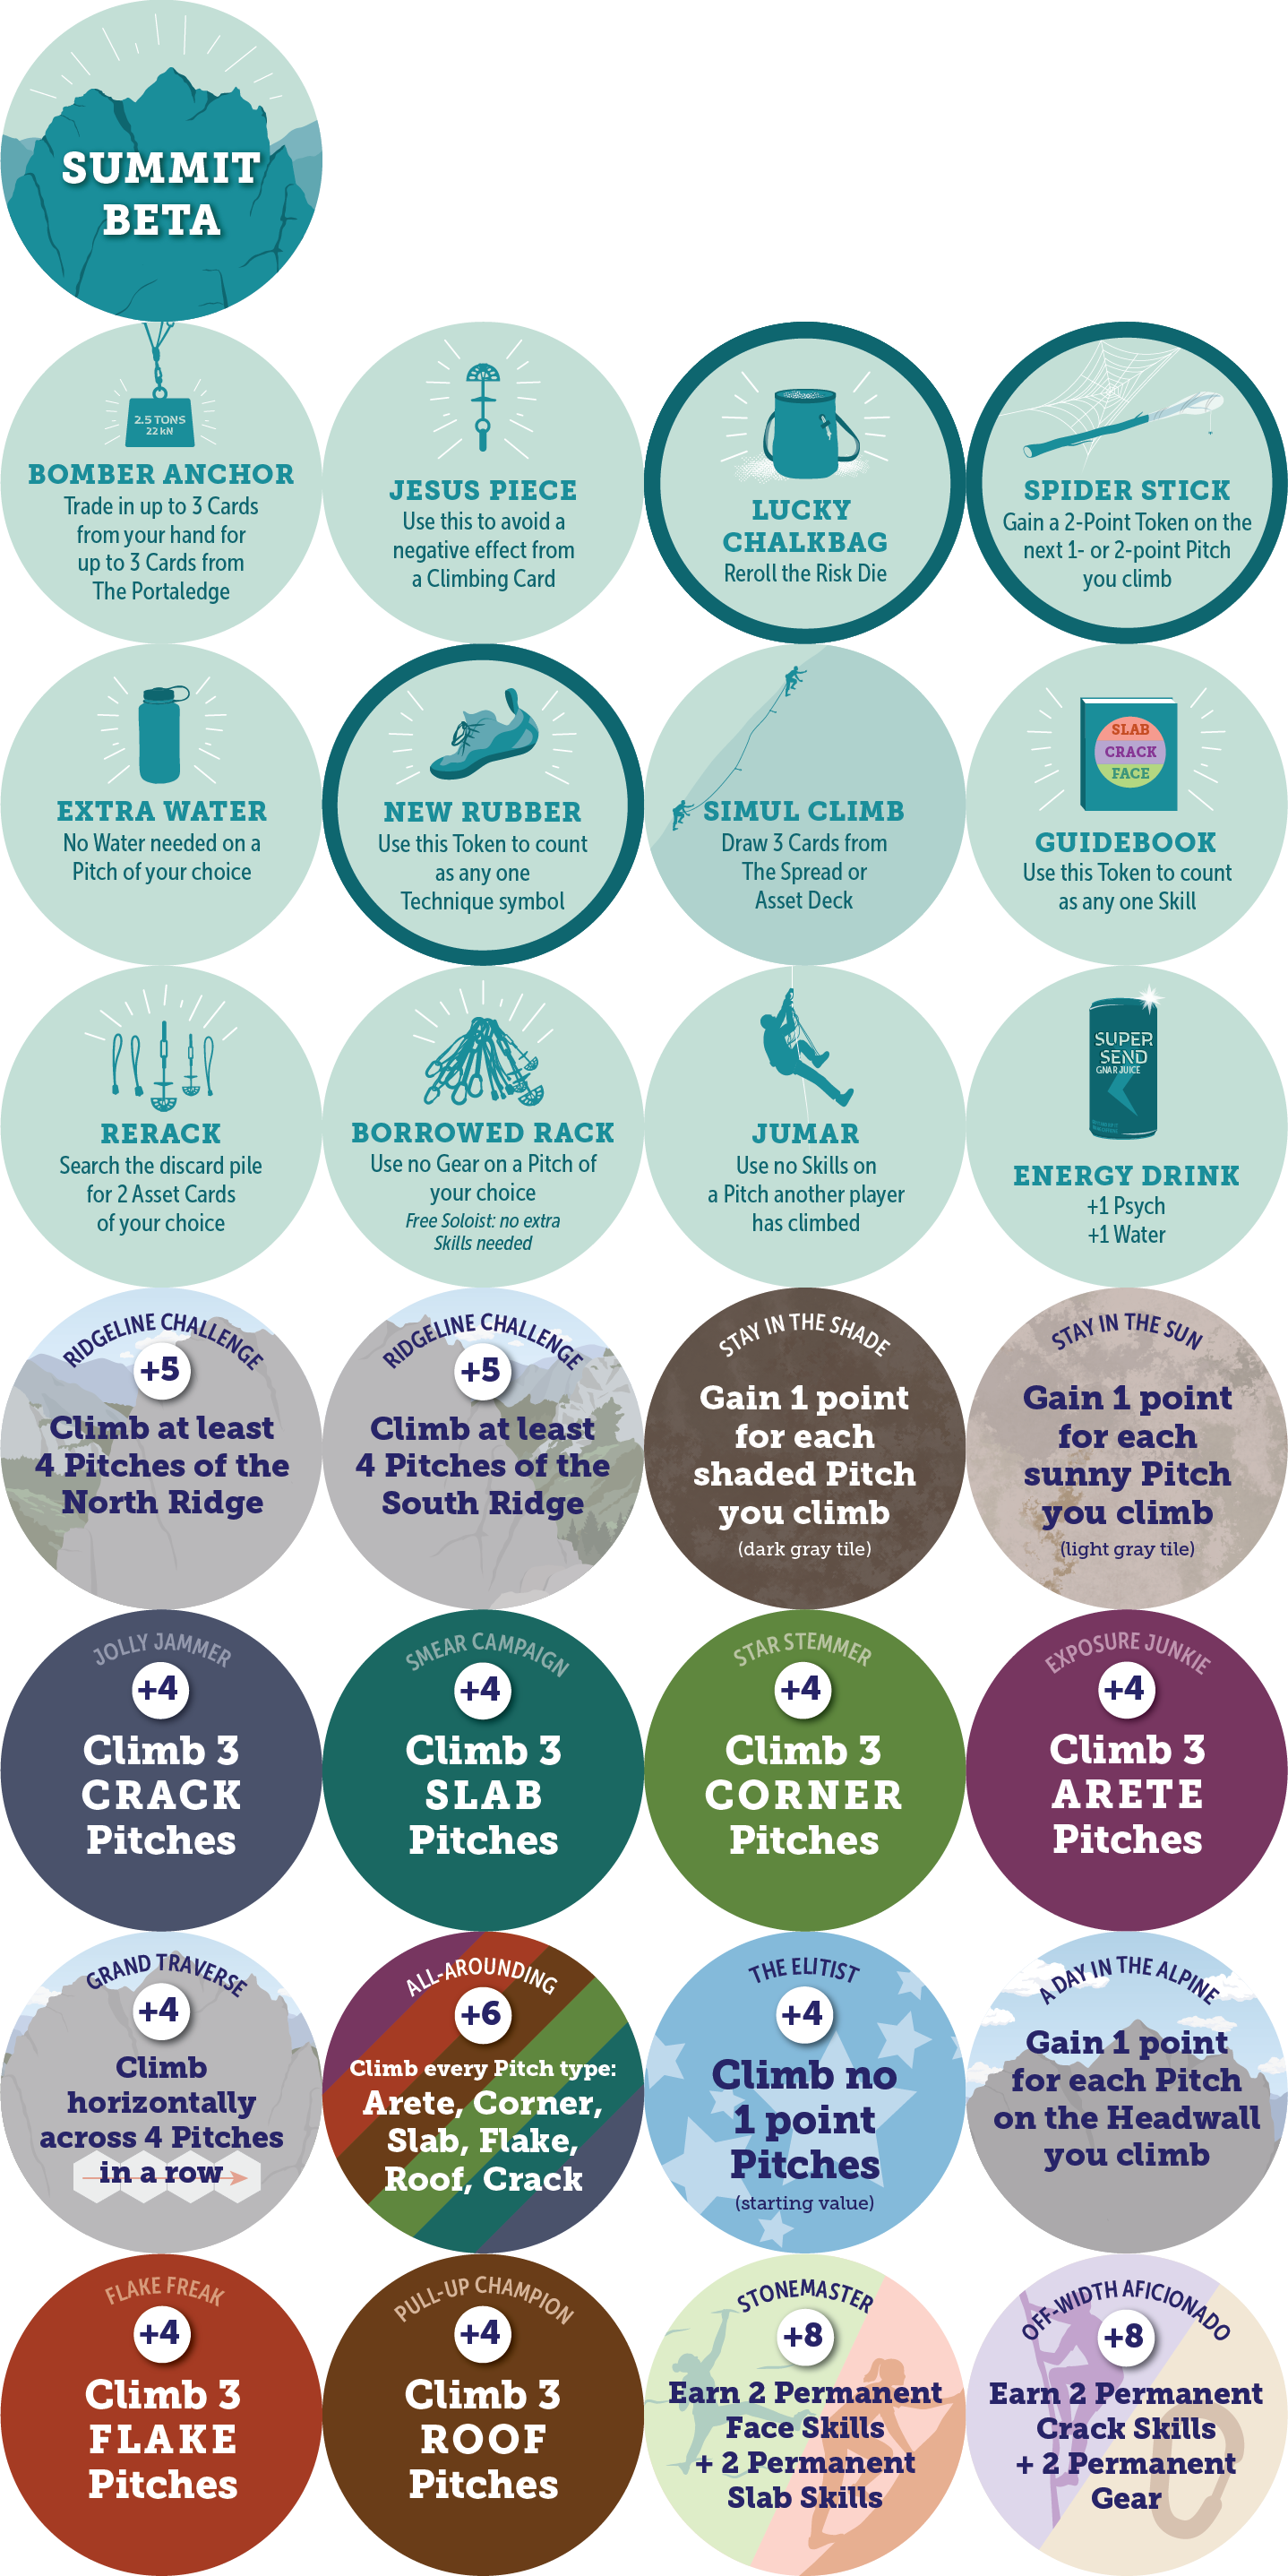 SUMMIT
BETA
2.5 TONS
22 kN
BOMBER ANCHOR
Trade in up to 3 Cards
from your hand for
up to 3 Cards from
The Portaledge
JESUS PIECE
Use this to avoid a
negative effect from
a Climbing Card
LUCKY
CHALKBAG
Reroll the Risk Die
SPIDER STICK
Gain a 2-Point Token on the
next 1- or 2-point Pitch
you climb
EXTRA WATER
No Water needed on a
Pitch of your choice
NEW RUBBER
Use this Token to count
as any one
Technique symbol
SIMUL CLIMB
Draw 3 Cards from
The Spread or
Asset Deck
SLAB
CRACK
FACE
GUIDEBOOK
Use this Token to count
as any one Skill
RERACK
Search the discard pile
for 2 Asset Cards
of your choice
BORROWED RACK
Use no Gear on a Pitch of
your choice
Free Soloist: no extra
Skills needed
JUMAR
Use no Skills on
a Pitch another player
has climbed
SUPER
SEND
GNAR JUICE
ENERGY DRINK
+1 Psych
+1 Water
RIDGELINE CHALLENGE
+5
Climb at least
4 Pitches of the
North Ridge
RIDGELINE CHALLENGE
+5
Climb at least
4 Pitches of the
South Ridge
STAY IN THE SHADE
Gain 1 point
for each
shaded Pitch
you climb
(dark gray tile)
STAY IN THE SUN
Gain 1 point
for each
sunny Pitch
you climb
(light gray tile)
JOLLY JAMMER
+4
Climb 3
CRACK
Pitches
SMEAR CAMPAIGN
+4
Climb 3
SLAB
Pitches
STAR STEMMER
+4
Climb 3
CORNER
Pitches
EXPOSURE JUNKIE
+4
Climb 3
ARETE
Pitches
GRAND TRAVERSE
+4
Climb
horizontally
across 4 Pitches
in a row
ALL-AROUNDING
+6
Climb every Pitch type:
Arete, Corner,
Slab, Flake,
Roof, Crack
THE ELITIST
+4
Climb no
1 point
Pitches
(starting value)
A DAY IN THE ALPINE
Gain 1 point
for each Pitch
on the Headwall
you climb
FLAKE FREAK
+4
Climb 3
FLAKE
Pitches
PULL-UP CHAMPION
+4
Climb 3
ROOF
Pitches
STONEMASTER
+8
Earn 2 Permanent
Face Skills
+ 2 Permanent
Slab Skills
OFF-WIDTH AFICIONADO
+8
Earn 2 Permanent
Crack Skills
+ 2 Permanent
Gear